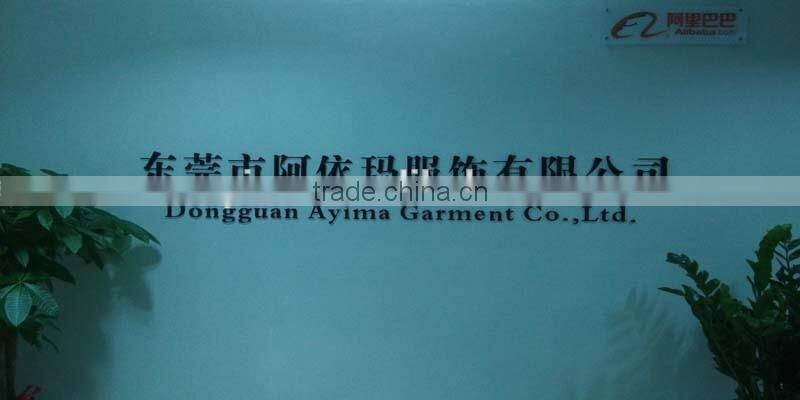 阿里巴巴
Alibaba.com
东莞市阿依玛服饰有限公司
trade.china.cn
Dongguan Ayima Garment Co.,Ltd.